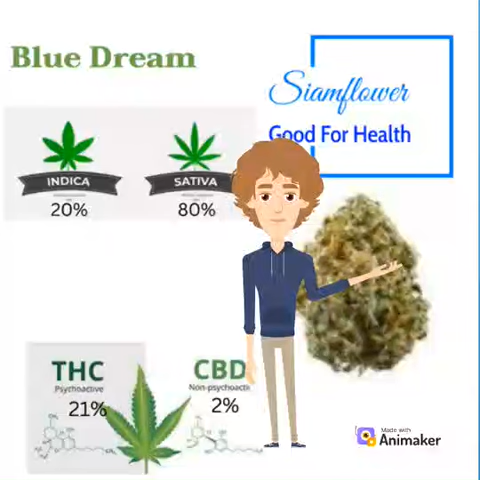 Blue Dream
Siamflower
Good For Health
INDICA
20%
SATIVA
80%
THC
Psychoactive
21%
CBD
Non-psychoacti
2%
Made with
Animaker